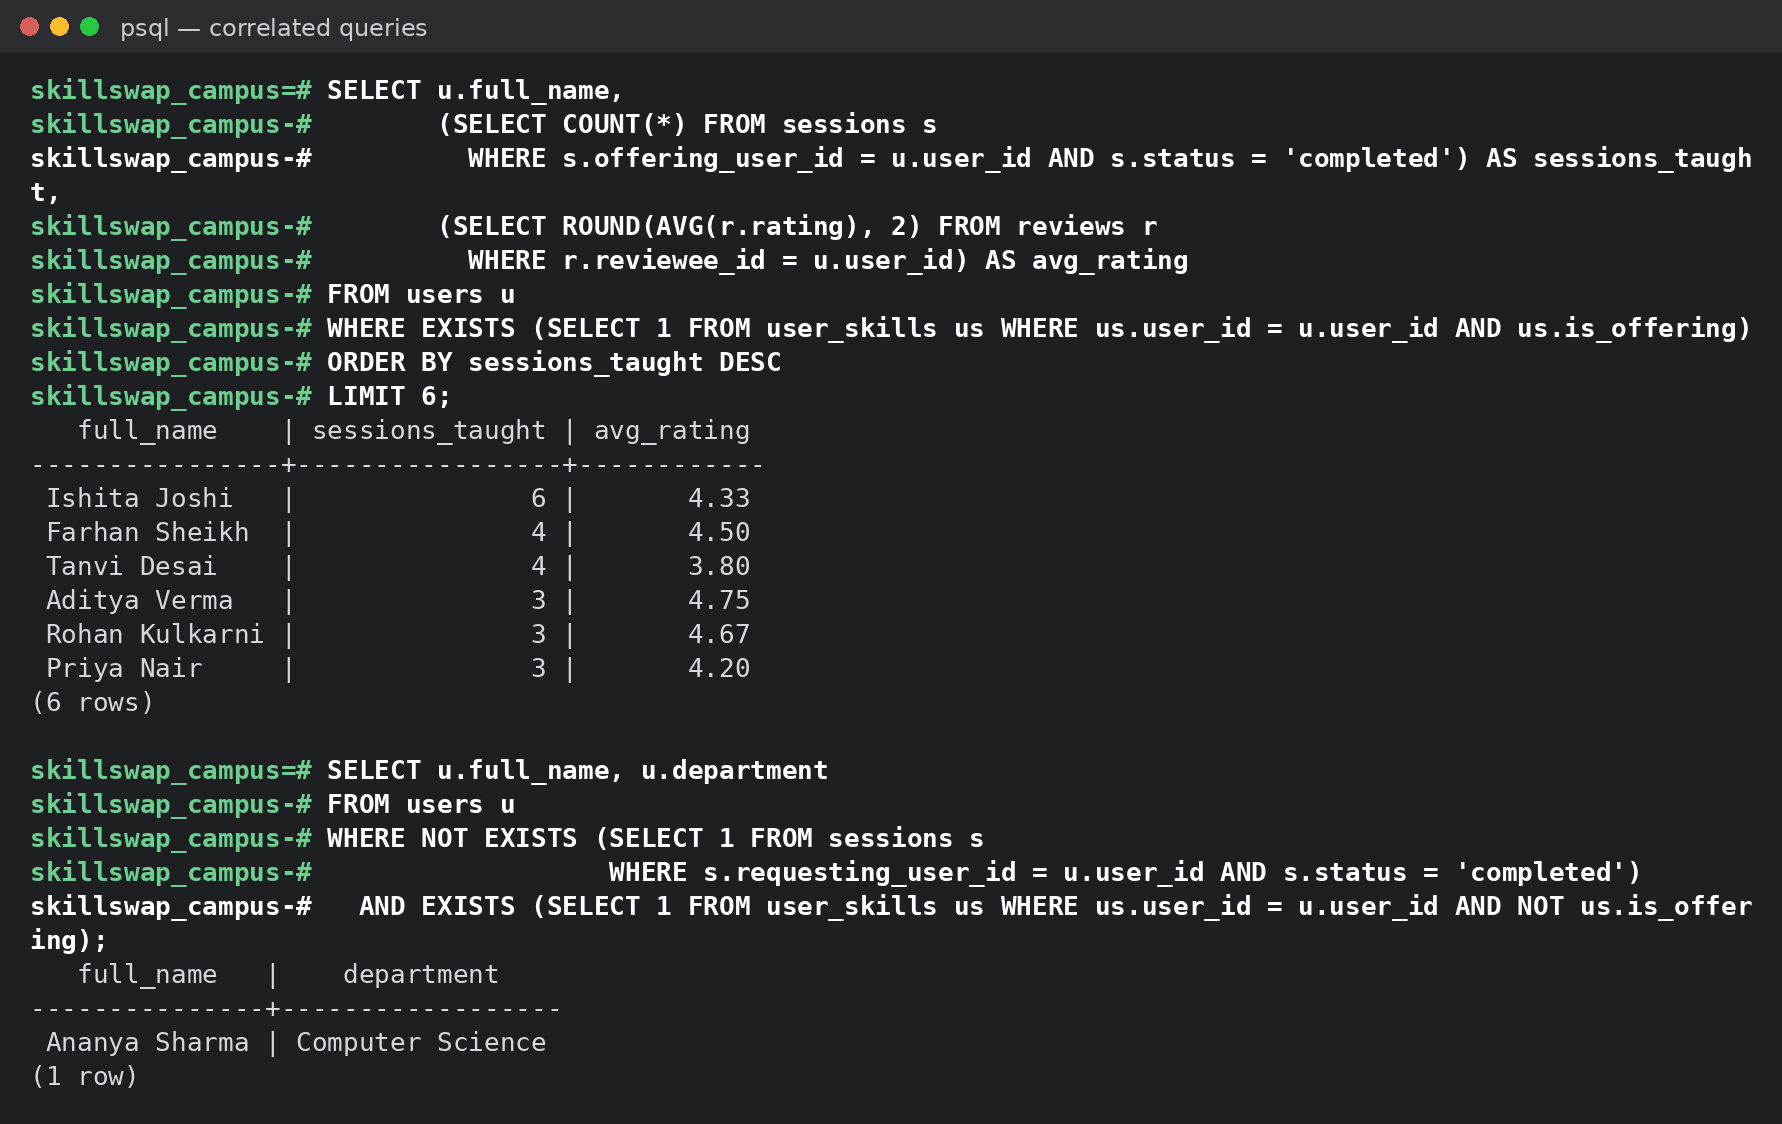 psql — correlated queries
skillswap_campus=# SELECT u.full_name,
skillswap_campus-#        (SELECT COUNT(*) FROM sessions s
skillswap_campus-#          WHERE s.offering_user_id = u.user_id AND s.status = 'completed') AS sessions_taugh
t,
skillswap_campus-#        (SELECT ROUND(AVG(r.rating), 2) FROM reviews r
skillswap_campus-#          WHERE r.reviewee_id = u.user_id) AS avg_rating
skillswap_campus-# FROM users u
skillswap_campus-# WHERE EXISTS (SELECT 1 FROM user_skills us WHERE us.user_id = u.user_id AND us.is_offering)
skillswap_campus-# ORDER BY sessions_taught DESC
skillswap_campus-# LIMIT 6;
   full_name    | sessions_taught | avg_rating
----------------+-----------------+------------
 Ishita Joshi   |               6 |       4.33
 Farhan Sheikh  |               4 |       4.50
 Tanvi Desai    |               4 |       3.80
 Aditya Verma   |               3 |       4.75
 Rohan Kulkarni |               3 |       4.67
 Priya Nair     |               3 |       4.20
(6 rows)

skillswap_campus=# SELECT u.full_name, u.department
skillswap_campus-# FROM users u
skillswap_campus-# WHERE NOT EXISTS (SELECT 1 FROM sessions s
skillswap_campus-#                   WHERE s.requesting_user_id = u.user_id AND s.status = 'completed')
skillswap_campus-#   AND EXISTS (SELECT 1 FROM user_skills us WHERE us.user_id = u.user_id AND NOT us.is_offer
ing);
   full_name   |    department
---------------+------------------
 Ananya Sharma | Computer Science
(1 row)